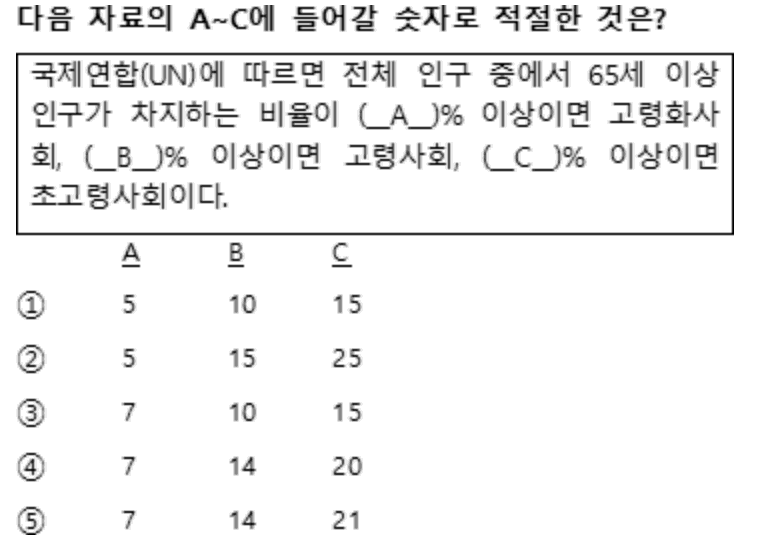 다음 자료의 A~C에 들어갈 숫자로 적절한 것은?
국제연합(UN)에 따르면 전체 인구 중에서 65세 이상
인구가 차지하는 비율이 (_A_)% 이상이면 고령화사
회, (_B_)% 이상이면 고령사회, (_C_)% 이상이면
초고령사회이다.
A B C
① 5 10 15
② 5 15 25
③ 7 10 15
④ 7 14 20
⑤ 7 14 21